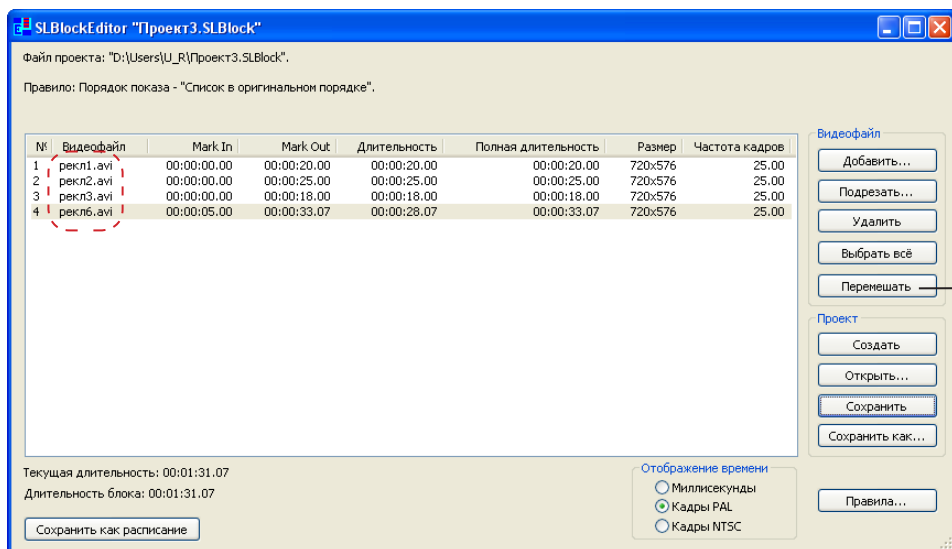 SLBlockEditor "Проект3.SLBlock"
Файл проекта: "D:\Users\U_R\Проект3.SLBlock".
Правило: Порядок показа - "Список в оригинальном порядке".
№ Видеофайл Mark In Mark Out Длительность Полная длительность Размер Частота кадров
1 рекл1.avi 00:00:00.00 00:00:20.00 00:00:20.00 00:00:20.00 720x576 25.00
2 рекл2.avi 00:00:00.00 00:00:25.00 00:00:25.00 00:00:25.00 720x576 25.00
3 рекл3.avi 00:00:00.00 00:00:18.00 00:00:18.00 00:00:18.00 720x576 25.00
4 рекл6.avi 00:00:05.00 00:00:33.07 00:00:28.07 00:00:33.07 720x576 25.00
Видеофайл
Добавить...
Подрезать...
Удалить
Выбрать всё
Перемешать
Проект
Создать
Открыть...
Сохранить
Сохранить как...
Текущая длительность: 00:01:31.07
Длительность блока: 00:01:31.07
Сохранить как расписание
Отображение времени
Миллисекунды
Кадры PAL
Кадры NTSC
Правила...